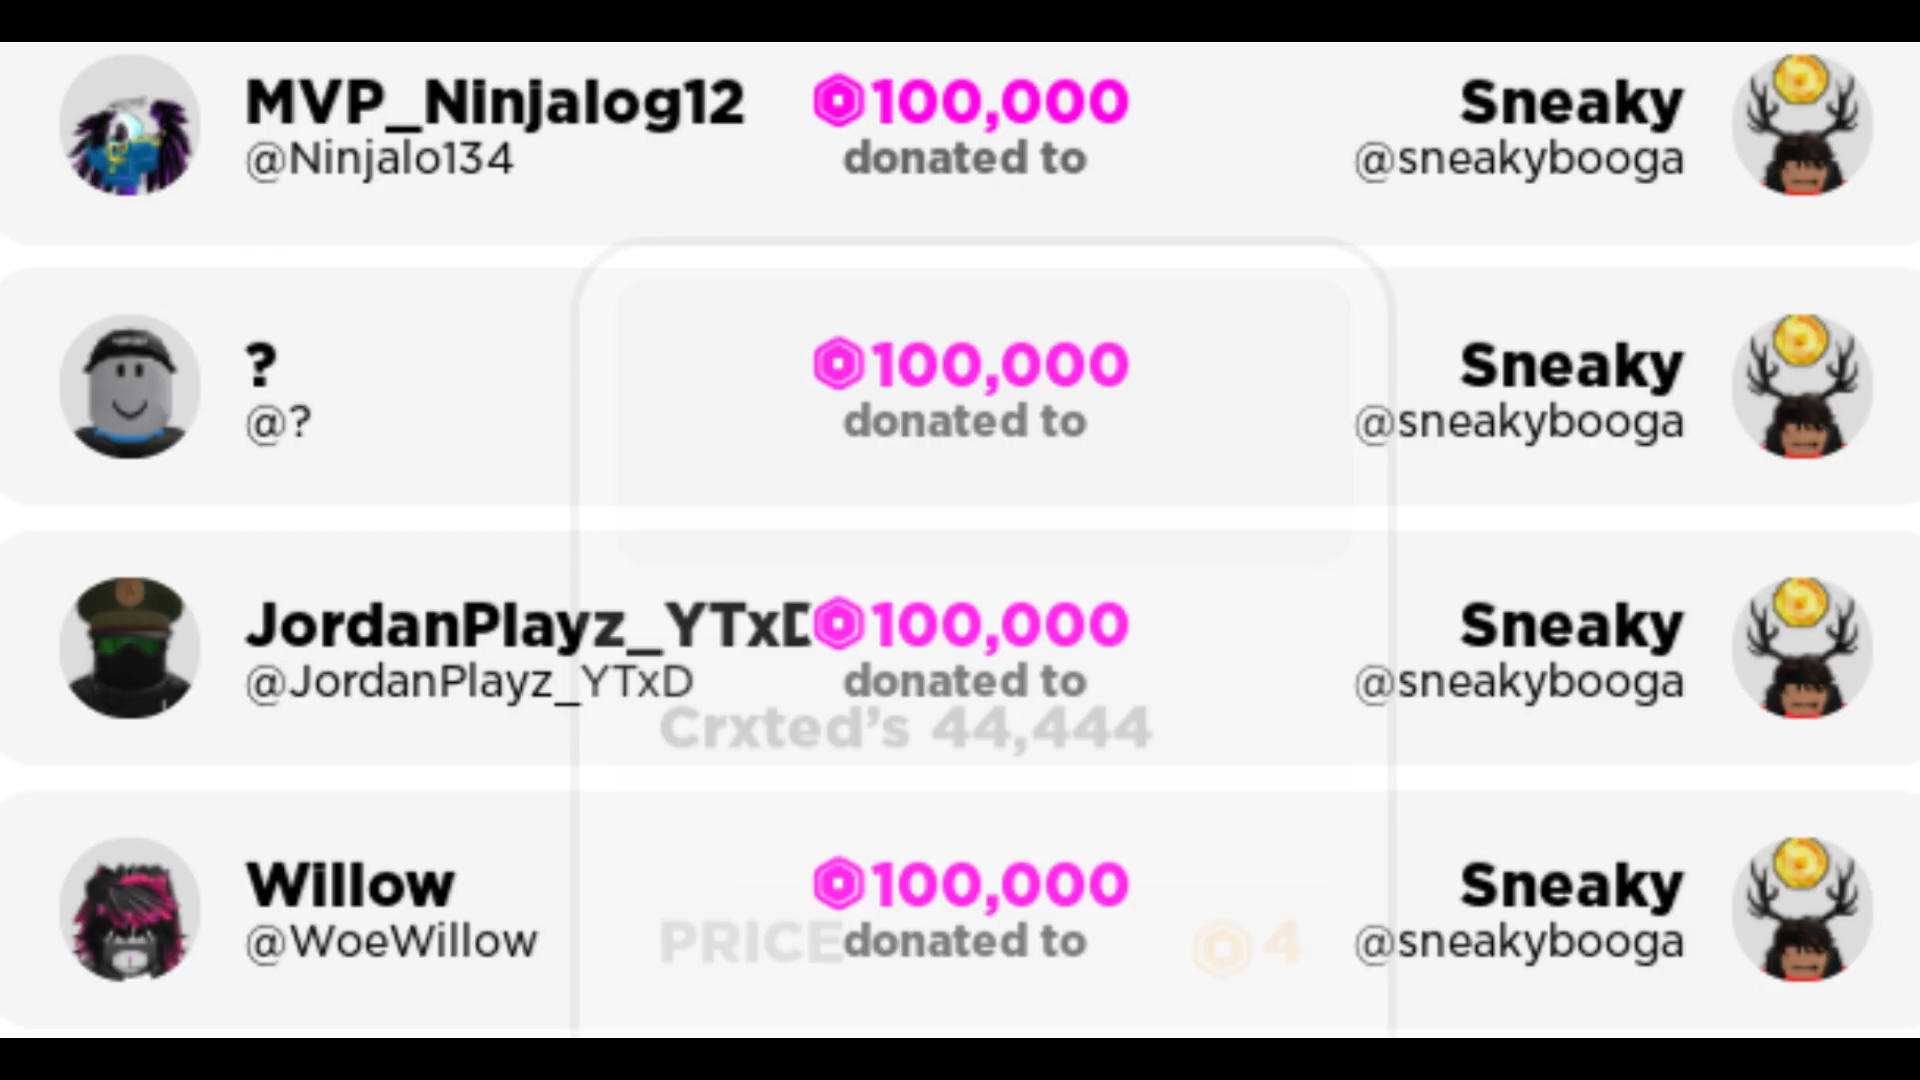 MVP_Ninjalog12 100,000 Sneaky
@Ninjalo134 donated to @sneakybooga
? 100,000 Sneaky
@? donated to @sneakybooga
JordanPlayz_YTxD 100,000 Sneaky
@JordanPlayz_YTxD donated to @sneakybooga
Crxted's 44,444
Willow 100,000 Sneaky
@WoeWillow donated to @sneakybooga
PRICE 4